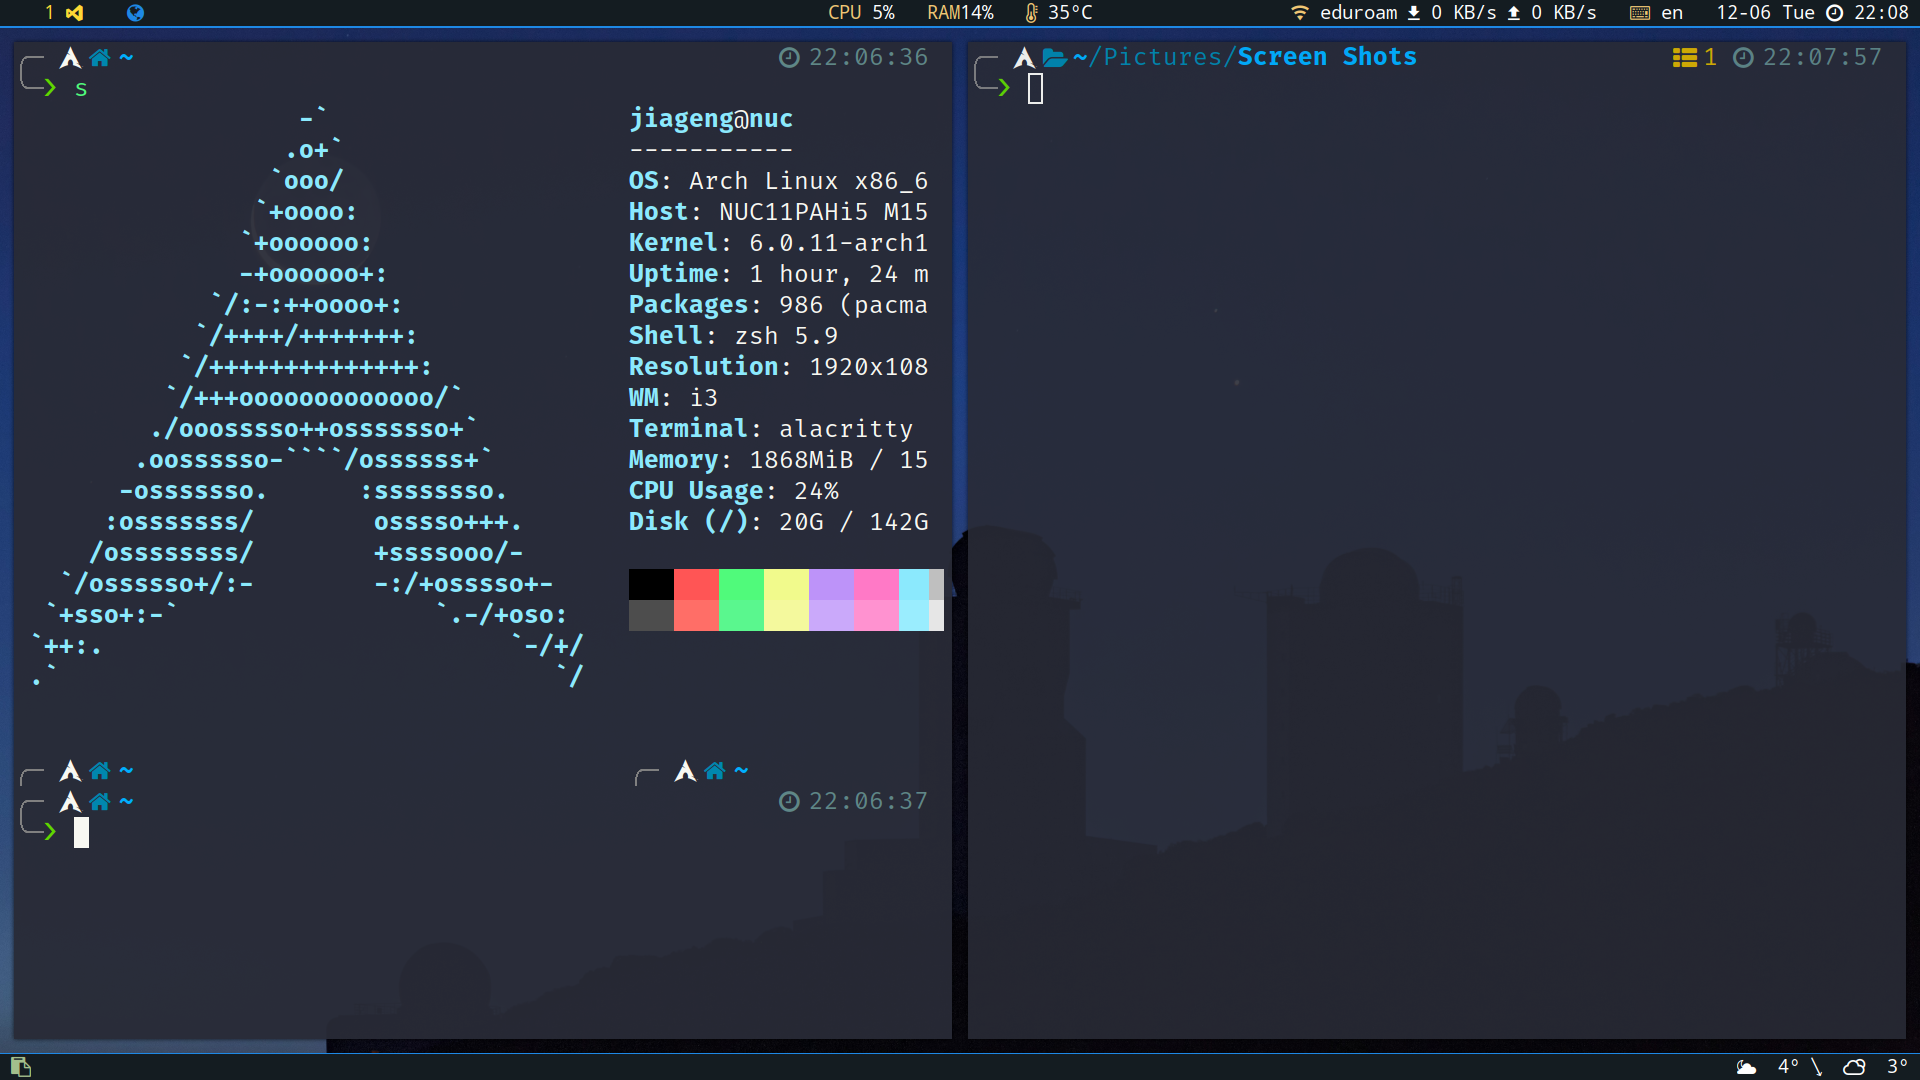 1 CPU 5% RAM14% 35°C eduroam 0 KB/s 0 KB/s en 12-06 Tue 22:08
~ 22:06:36
❯ s
-`
.o+`
`ooo/
`+oooo:
`+oooooo:
-+oooooo+:
`/:-:++oooo+:
`/++++/+++++++:
`/++++++++++++++:
`/+++ooooooooooooo/`
./ooosssso++osssssso+`
.oossssso-````/ossssss+`
-osssssso. :ssssssso.
:osssssss/ osssso+++.
/ossssssss/ +ssssooo/-
`/ossssso+/:- -:/+osssso+-
`+sso+:-` `.-/+oso:
`++:. `-/+/
.` `/
jiageng@nuc
-----------
OS: Arch Linux x86_6
Host: NUC11PAHi5 M15
Kernel: 6.0.11-arch1
Uptime: 1 hour, 24 m
Packages: 986 (pacma
Shell: zsh 5.9
Resolution: 1920x108
WM: i3
Terminal: alacritty
Memory: 1868MiB / 15
CPU Usage: 24%
Disk (/): 20G / 142G
~ ~
~ 22:06:37
❯
~/Pictures/Screen Shots 1 22:07:57
❯
4° \ 3°